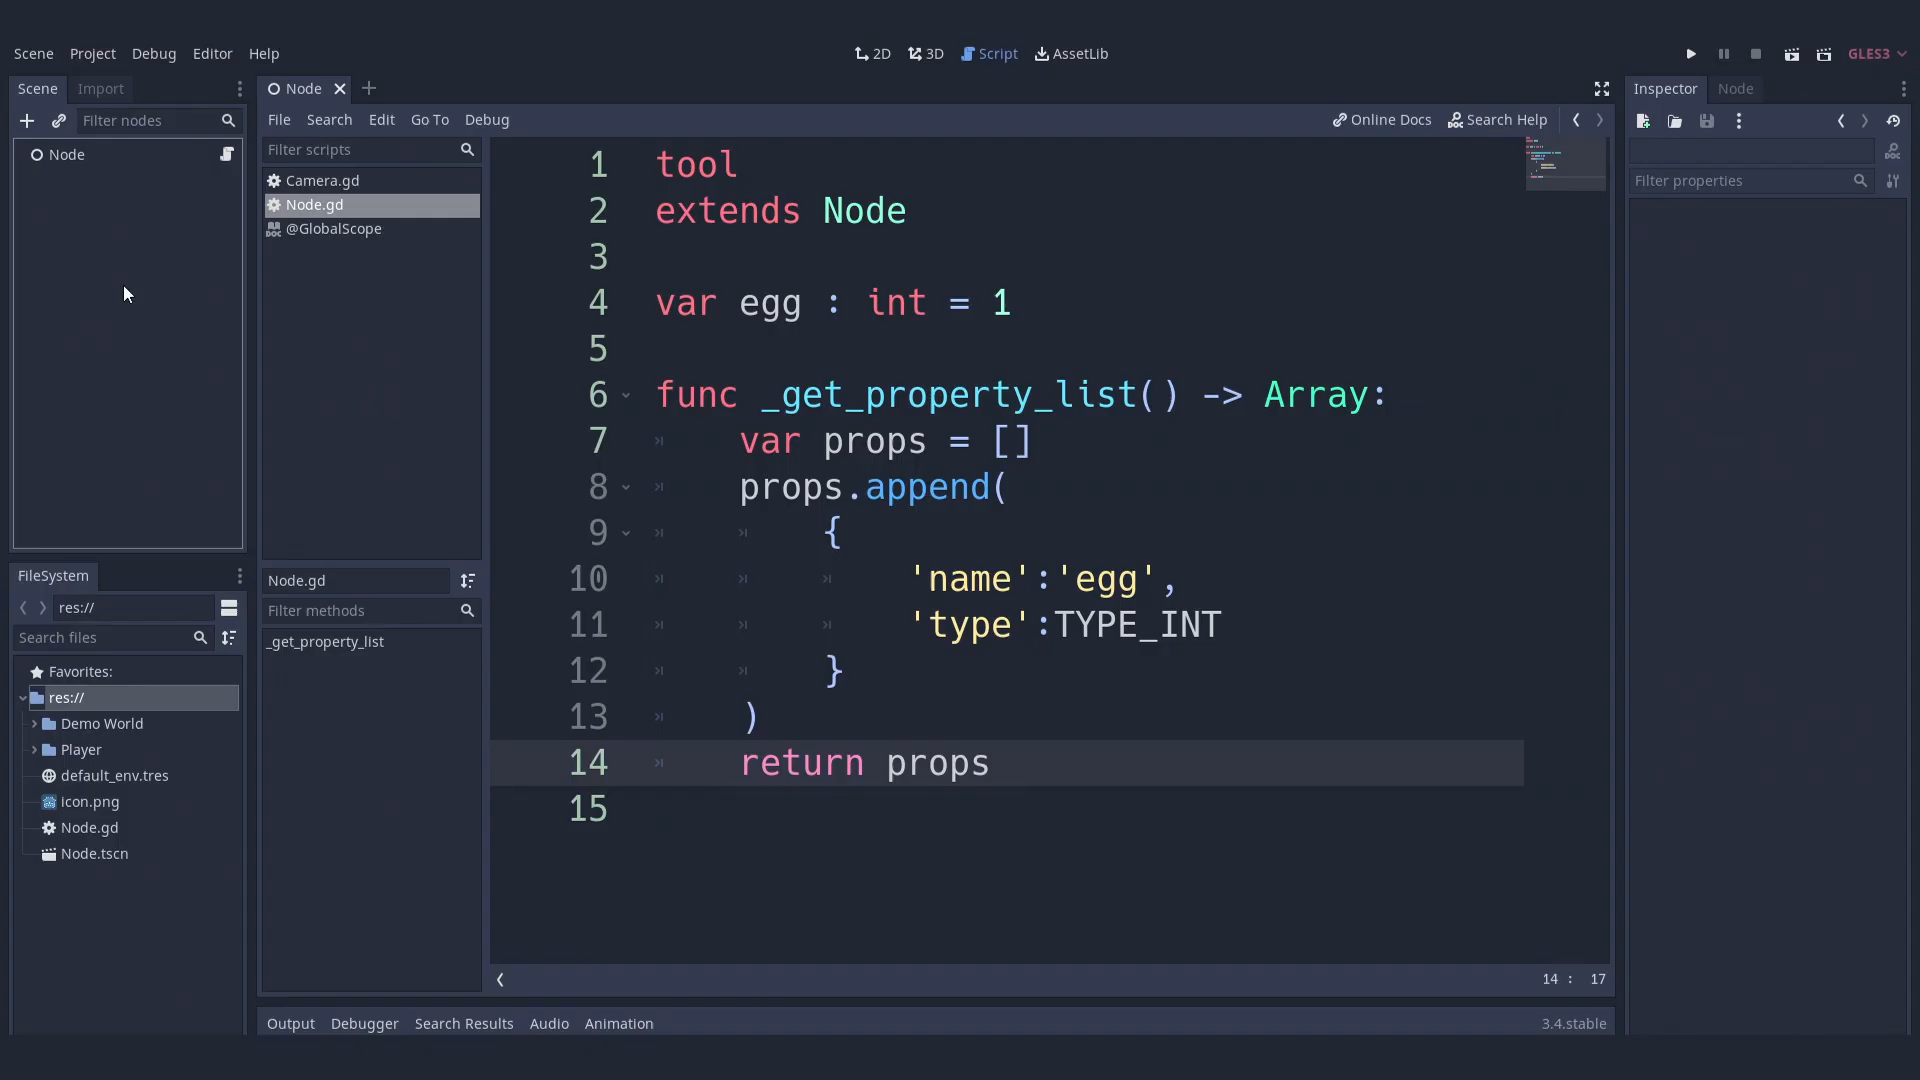 Scene Project Debug Editor Help
2D 3D Script AssetLib
GLES3
Scene Import
Filter nodes
Node
FileSystem
res://
Search files
Favorites:
res://
Demo World
Player
default_env.tres
icon.png
Node.gd
Node.tscn
Node
File Search Edit Go To Debug
Online Docs Search Help
Filter scripts
Camera.gd
Node.gd
@GlobalScope
Node.gd
Filter methods
_get_property_list
1 tool
2 extends Node
3
4 var egg : int = 1
5
6 func _get_property_list() -> Array:
7 var props = []
8 props.append(
9 {
10 'name':'egg',
11 'type':TYPE_INT
12 }
13 )
14 return props
15
14 : 17
Output Debugger Search Results Audio Animation
3.4.stable
Inspector Node
Filter properties